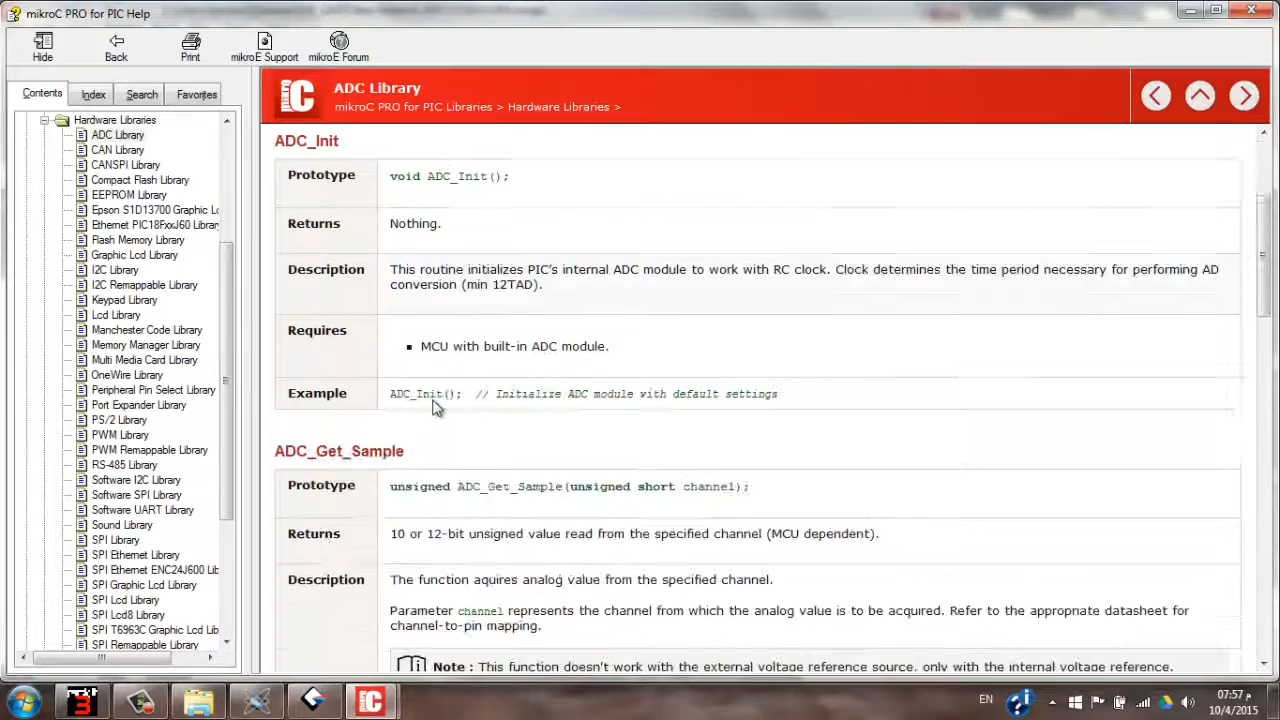 mikroC PRO for PIC Help
Hide
Back
Print
mikroE Support
mikroE Forum
Contents
Index
Search
Favorites
Hardware Libraries
ADC Library
CAN Library
CANSPI Library
Compact Flash Library
EEPROM Library
Epson S1D13700 Graphic Lc
Ethernet PIC18FxxJ60 Library
Flash Memory Library
Graphic Lcd Library
I2C Library
I2C Remappable Library
Keypad Library
Lcd Library
Manchester Code Library
Memory Manager Library
Multi Media Card Library
OneWire Library
Peripheral Pin Select Library
Port Expander Library
PS/2 Library
PWM Library
PWM Remappable Library
RS-485 Library
Software I2C Library
Software SPI Library
Software UART Library
Sound Library
SPI Library
SPI Ethernet Library
SPI Ethernet ENC24J600 Lib
SPI Graphic Lcd Library
SPI Lcd Library
SPI Lcd8 Library
SPI T6963C Graphic Lcd Lib
SPI Remappable Library
ADC Library
mikroC PRO for PIC Libraries > Hardware Libraries >
ADC_Init
Prototype
void ADC_Init();
Returns
Nothing.
Description
This routine initializes PIC's internal ADC module to work with RC clock. Clock determines the time period necessary for performing AD
conversion (min 12TAD).
Requires
▪ MCU with built-in ADC module.
Example
ADC_Init(); // Initialize ADC module with default settings
ADC_Get_Sample
Prototype
unsigned ADC_Get_Sample(unsigned short channel);
Returns
10 or 12-bit unsigned value read from the specified channel (MCU dependent).
Description
The function aquires analog value from the specified channel.
Parameter channel represents the channel from which the analog value is to be acquired. Refer to the approprate datasheet for
channel-to-pin mapping.
Note : This function doesn't work with the external voltage reference source, only with the internal voltage reference.
EN
07:57 م
10/4/2015